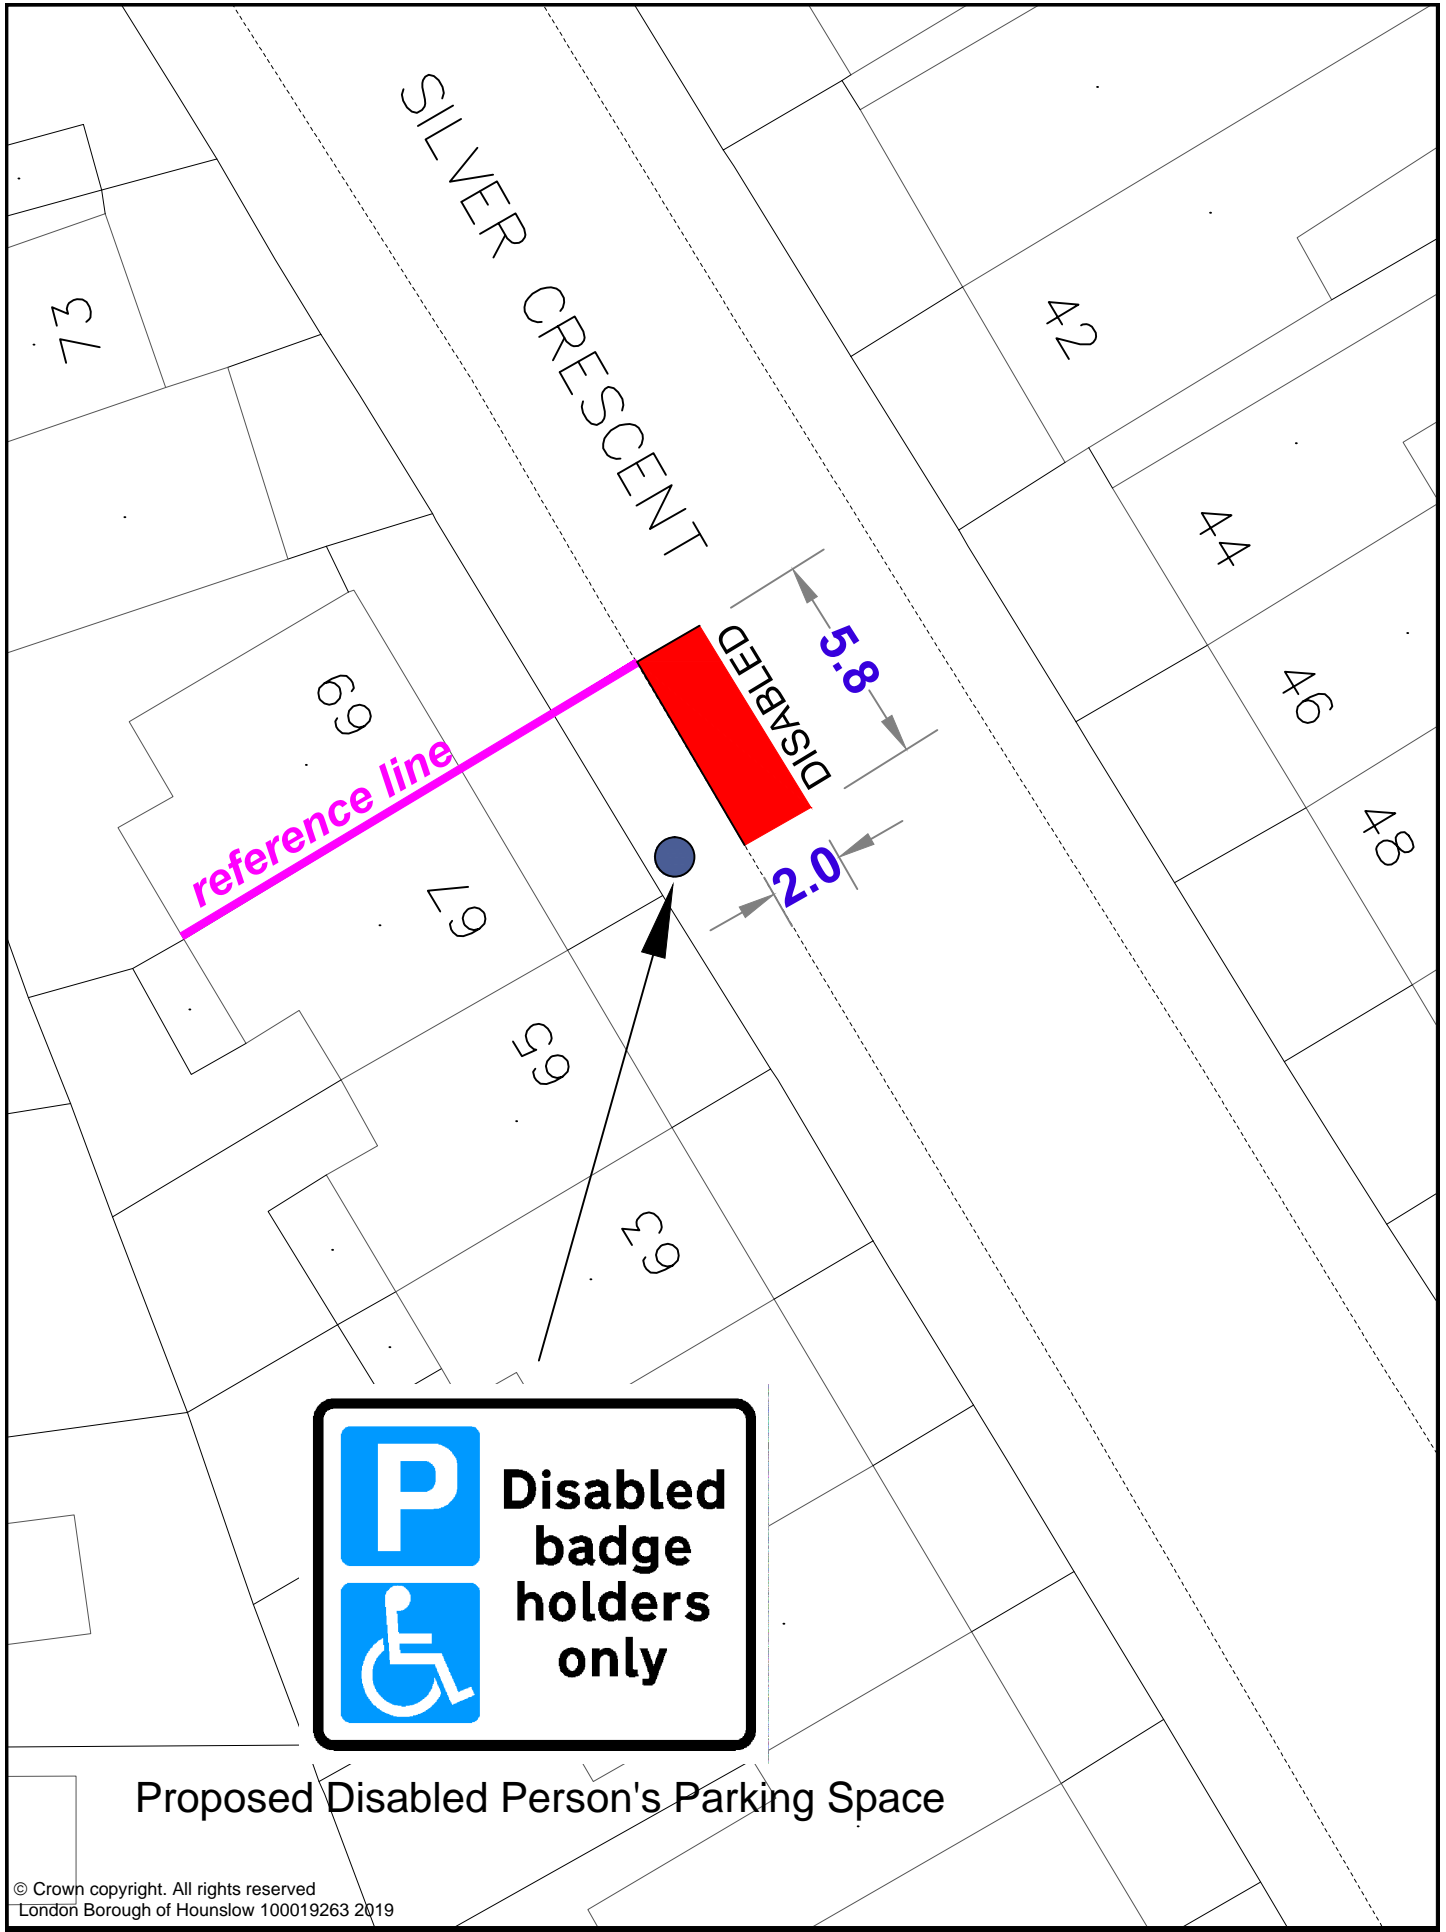 SILVER CRESCENT
73
42
44
69
DISABLED
5.8
46
reference line
48
2.0
67
65
63
P
Disabled
badge
holders
only
Proposed Disabled Person's Parking Space
© Crown copyright. All rights reserved
London Borough of Hounslow 100019263 2019